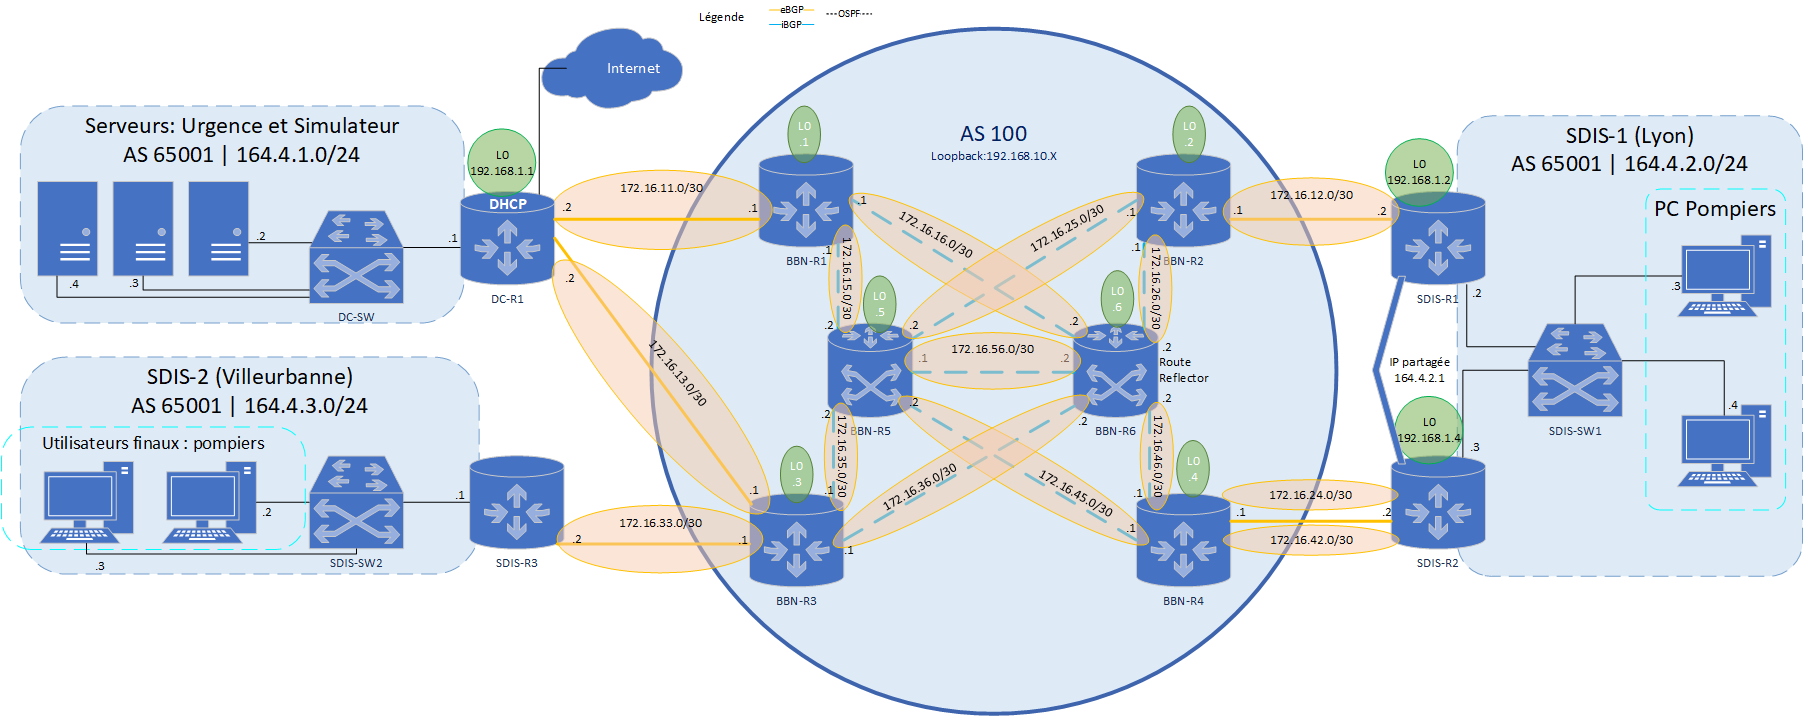 Légende
eBGP
iBGP
OSPF
Internet
Serveurs: Urgence et Simulateur
AS 65001 | 164.4.1.0/24
.2
.3
.4
DC-SW
.1
LO
192.168.1.1
DHCP
DC-R1
.2
172.16.11.0/30
.1
.2
172.16.13.0/30
.1
SDIS-2 (Villeurbanne)
AS 65001 | 164.4.3.0/24
Utilisateurs finaux : pompiers
.2
.3
SDIS-SW2
.1
SDIS-R3
.2
172.16.33.0/30
.1
AS 100
Loopback:192.168.10.X
LO
.1
BBN-R1
.1
172.16.16.0/30
.2
.1
172.16.15.0/30
.2
LO
.2
BBN-R2
.1
172.16.25.0/30
.2
.1
172.16.26.0/30
.2
LO
.5
BBN-R5
.1
172.16.56.0/30
.2
LO
.6
BBN-R6
Route
Reflector
.2
172.16.35.0/30
.1
.2
172.16.36.0/30
.1
.2
172.16.45.0/30
.1
.2
172.16.46.0/30
.1
LO
.3
BBN-R3
LO
.4
BBN-R4
.1
172.16.12.0/30
.2
172.16.24.0/30
.1
.2
172.16.42.0/30
LO
192.168.1.2
SDIS-R1
.2
IP partagée
164.4.2.1
LO
192.168.1.4
SDIS-R2
.3
SDIS-1 (Lyon)
AS 65001 | 164.4.2.0/24
PC Pompiers
.3
.4
SDIS-SW1